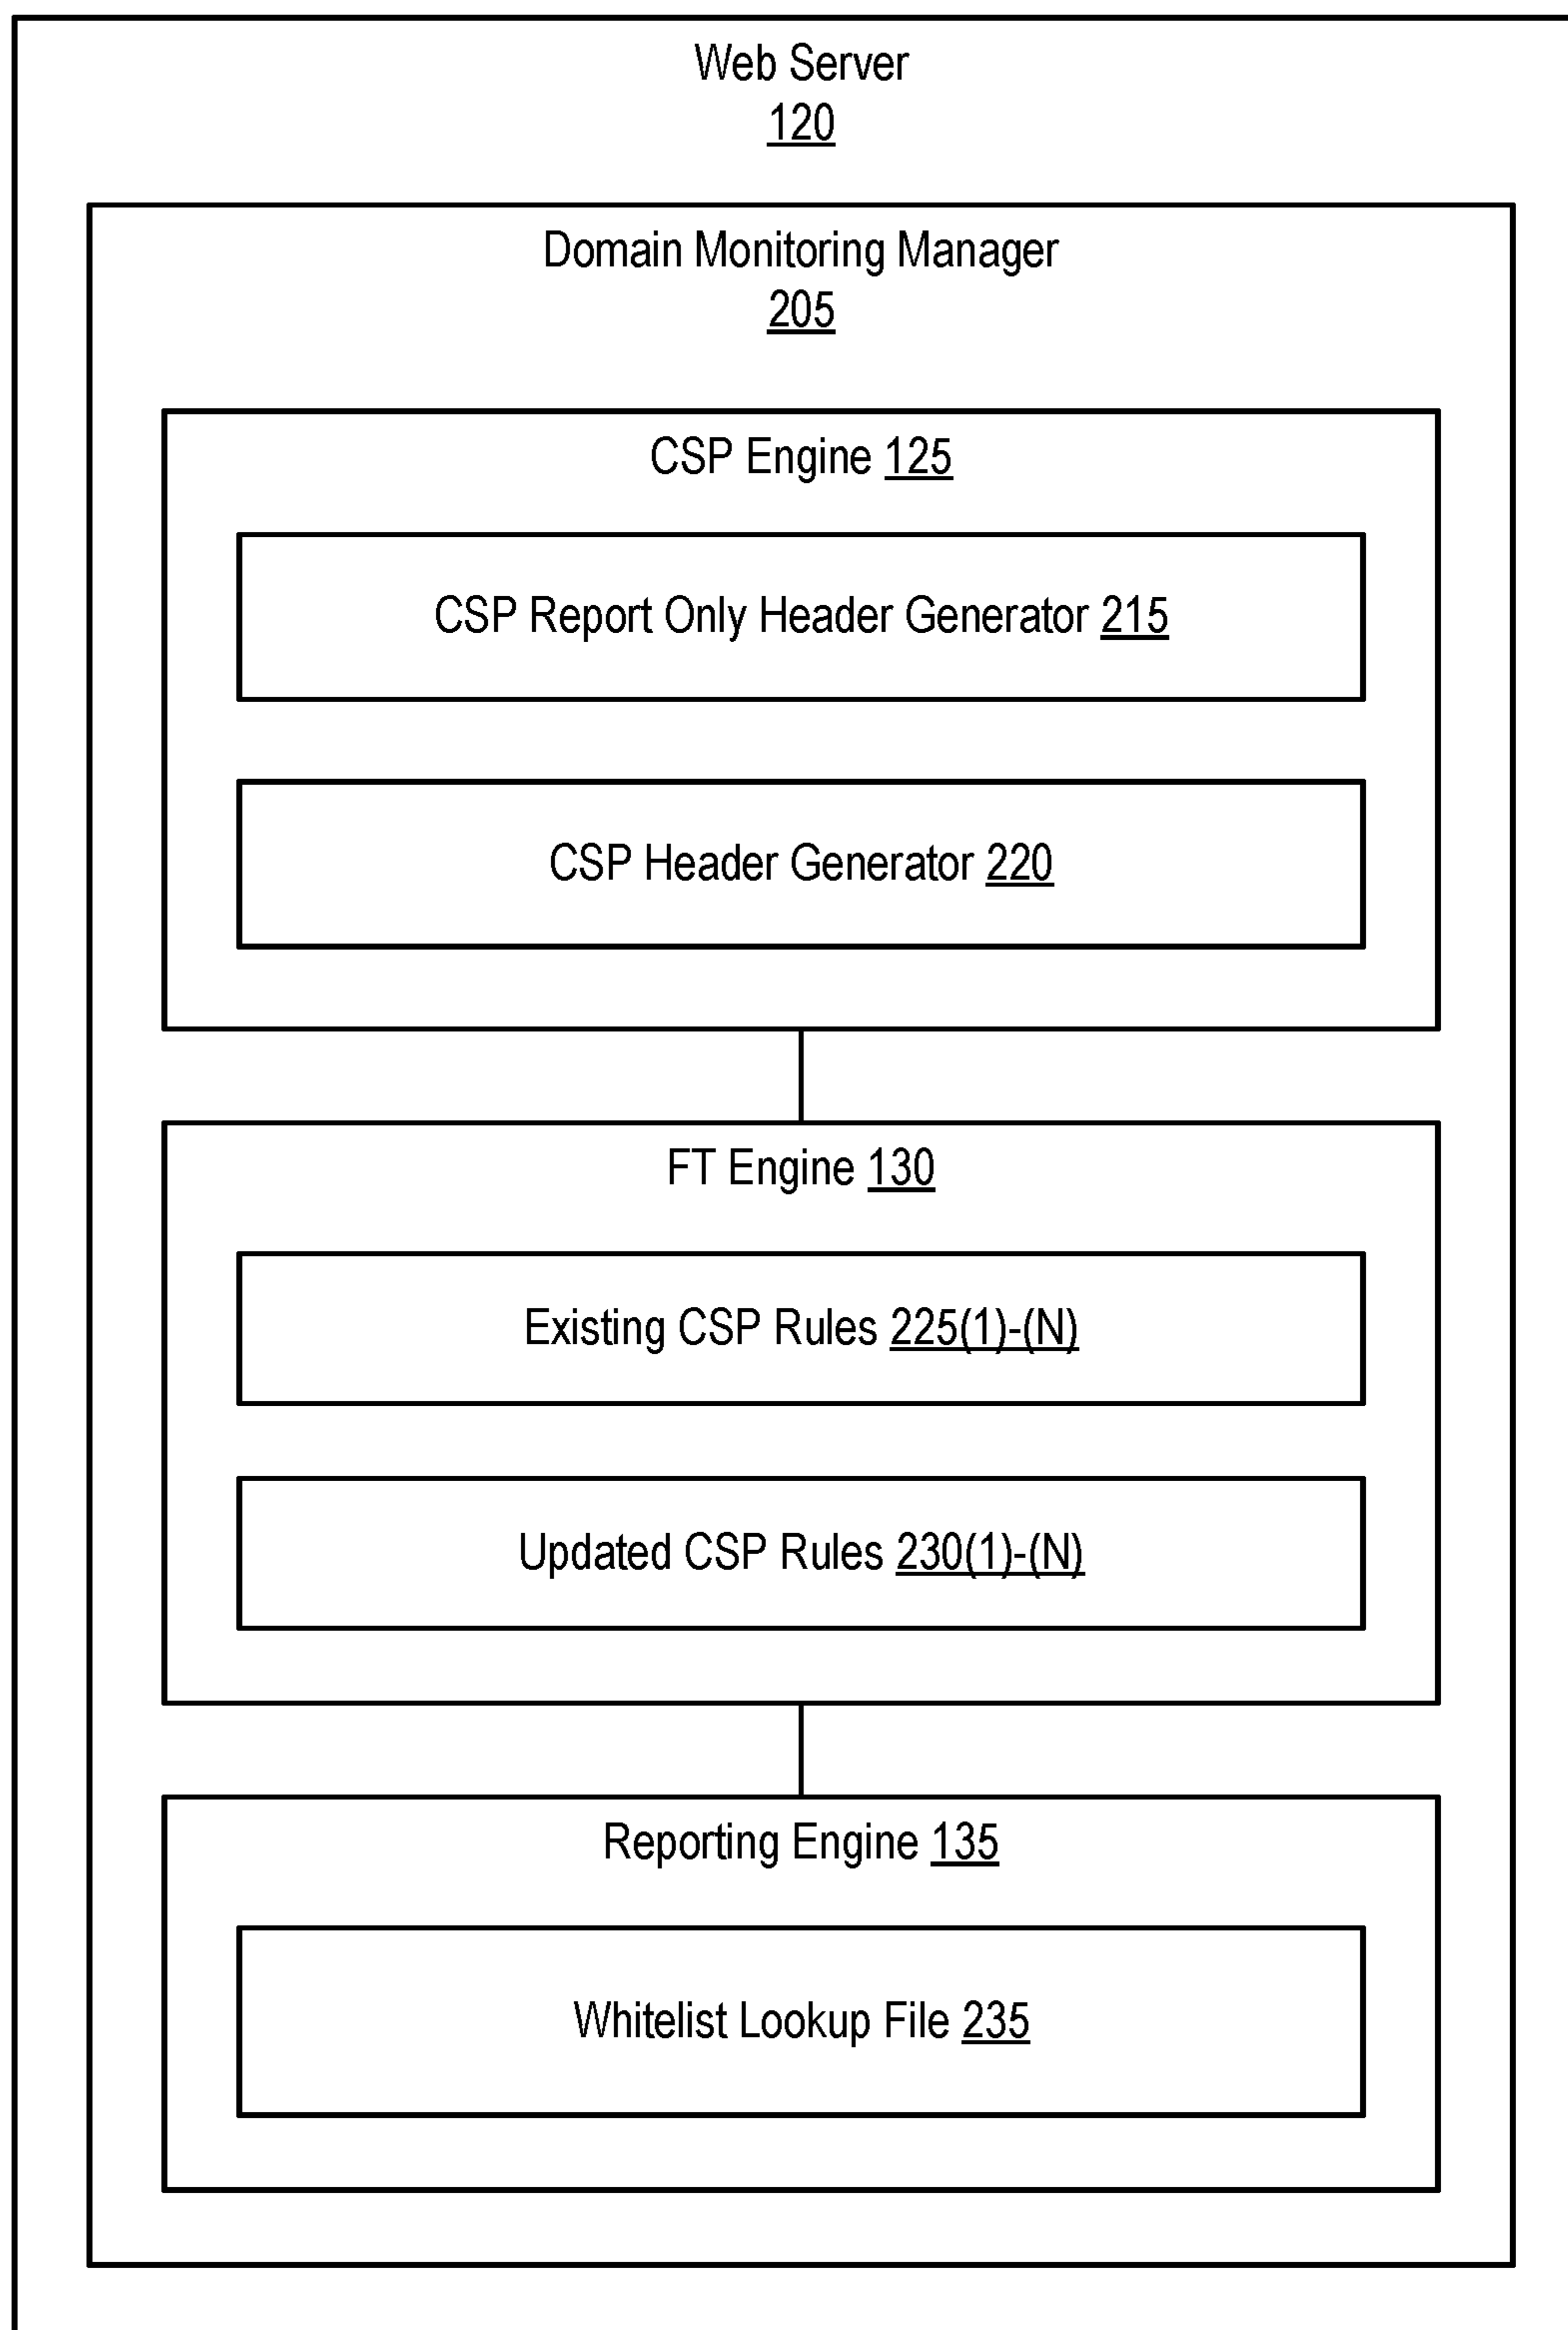 Web Server
120
Domain Monitoring Manager
205
CSP Engine 125
CSP Report Only Header Generator 215
CSP Header Generator 220
FT Engine 130
Existing CSP Rules 225(1)-(N)
Updated CSP Rules 230(1)-(N)
Reporting Engine 135
Whitelist Lookup File 235